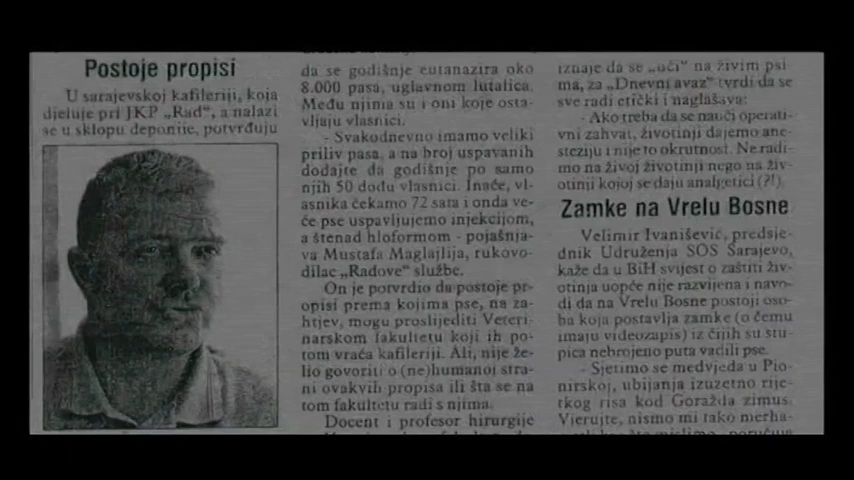 Postoje propisi
U sarajevskoj kafileriji, koja
djeluje pri JKP „Rad“, a nalazi
se u sklopu deponije, potvrđuju
da se godišnje eutanazira oko
8.000 pasa, uglavnom lutalica.
Među njima su i oni koje osta-
vljaju vlasnici.
- Svakodnevno imamo veliki
priliv pasa, a na broj uspavanih
dodajte da godišnje po samo
njih 50 dođu vlasnici. Inače, vl-
asnika čekamo 72 sata i onda ve-
će pse uspavljujemo injekcijom,
a štenad hloformom - pojašnja-
va Mustafa Maglajlija, rukovo-
dilac „Radove“ službe.
On je potvrdio da postoje pr-
opisi prema kojima pse, na za-
htjev, mogu proslijediti Veteri-
narskom fakultetu koji ih po-
tom vraća kafileriji. Ali, nije že-
lio govoriti o (ne)humanoj stra-
ni ovakvih propisa ili šta se na
tom fakultetu radi s njima.
Docent i profesor hirurgije
iznaje da se „uči“ na živim psi-
ma, za „Dnevni avaz“ tvrdi da se
sve radi etički i naglašava:
- Ako treba da se nauči operati-
vni zahvat, životinji dajemo ane-
steziju i nije to okrutnost. Ne radi-
mo na živoj životinji nego na živ-
otinji kojoj se daju analgetici (?!).
Zamke na Vrelu Bosne
Velimir Ivanišević, predsje-
dnik Udruženja SOS Sarajevo,
kaže da u BiH svijest o zaštiti živ-
otinja uopće nije razvijena i navo-
di da na Vrelu Bosne postoji oso-
ba koja postavlja zamke (o čemu
imaju videozapis) iz čijih su stu-
pica nebrojeno puta vadili pse.
- Sjetimo se medvjeda u Pio-
nirskoj, ubijanja izuzetno rije-
tkog risa kod Goražda zimus.
Vjerujte, nismo mi tako merha-